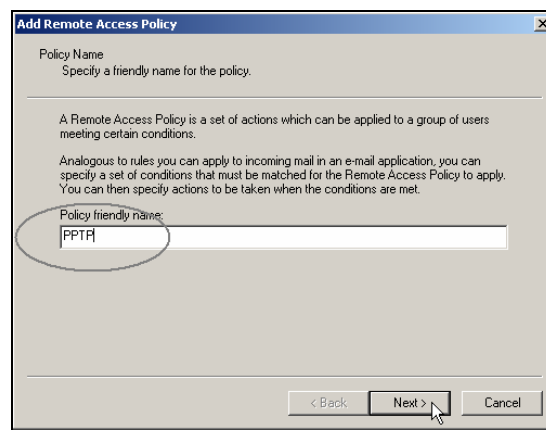 Add Remote Access Policy
Policy Name
Specify a friendly name for the policy.
A Remote Access Policy is a set of actions which can be applied to a group of users
meeting certain conditions.
Analogous to rules you can apply to incoming mail in an e-mail application, you can
specify a set of conditions that must be matched for the Remote Access Policy to apply.
You can then specify actions to be taken when the conditions are met.
Policy friendly name:
PPTP
< Back Next > Cancel